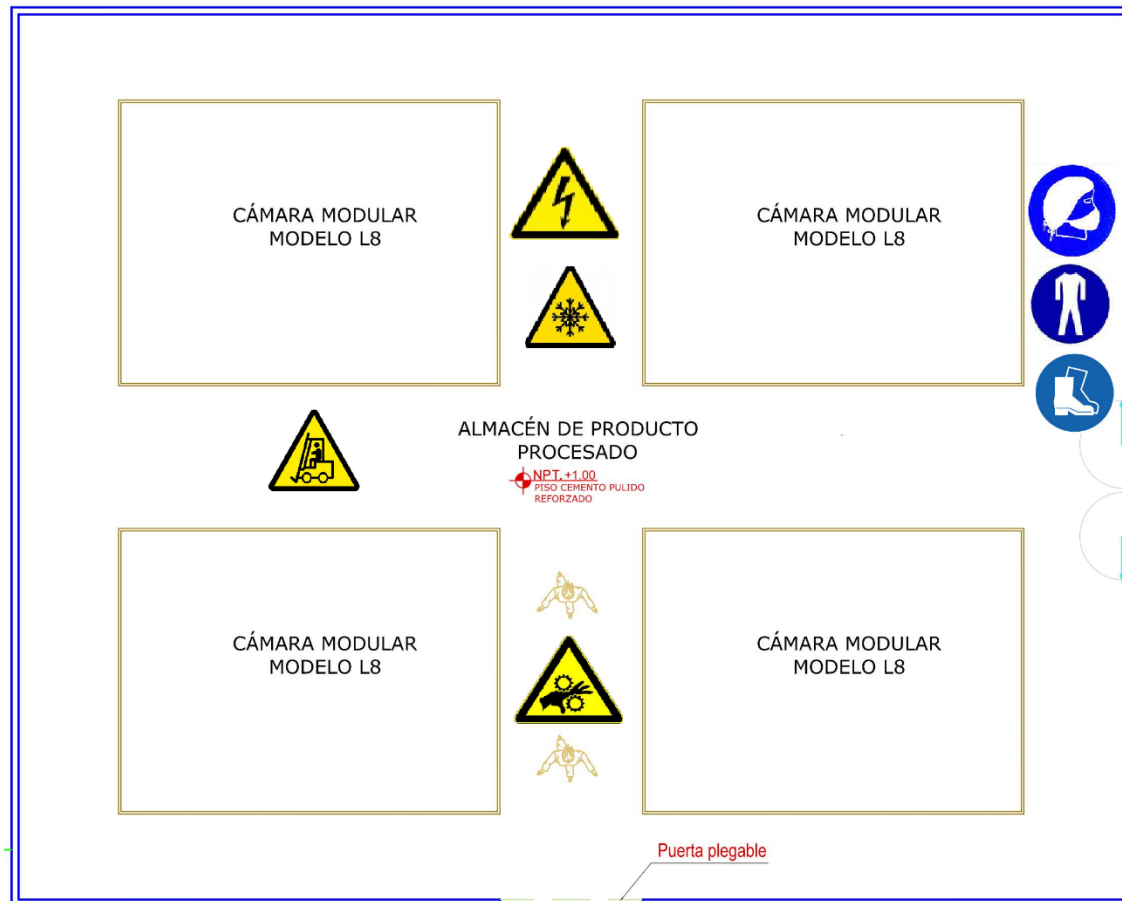 CÁMARA MODULAR
MODELO L8
CÁMARA MODULAR
MODELO L8
ALMACÉN DE PRODUCTO
PROCESADO
NPT. +1.00
PISO CEMENTO PULIDO
REFORZADO
CÁMARA MODULAR
MODELO L8
CÁMARA MODULAR
MODELO L8
Puerta plegable